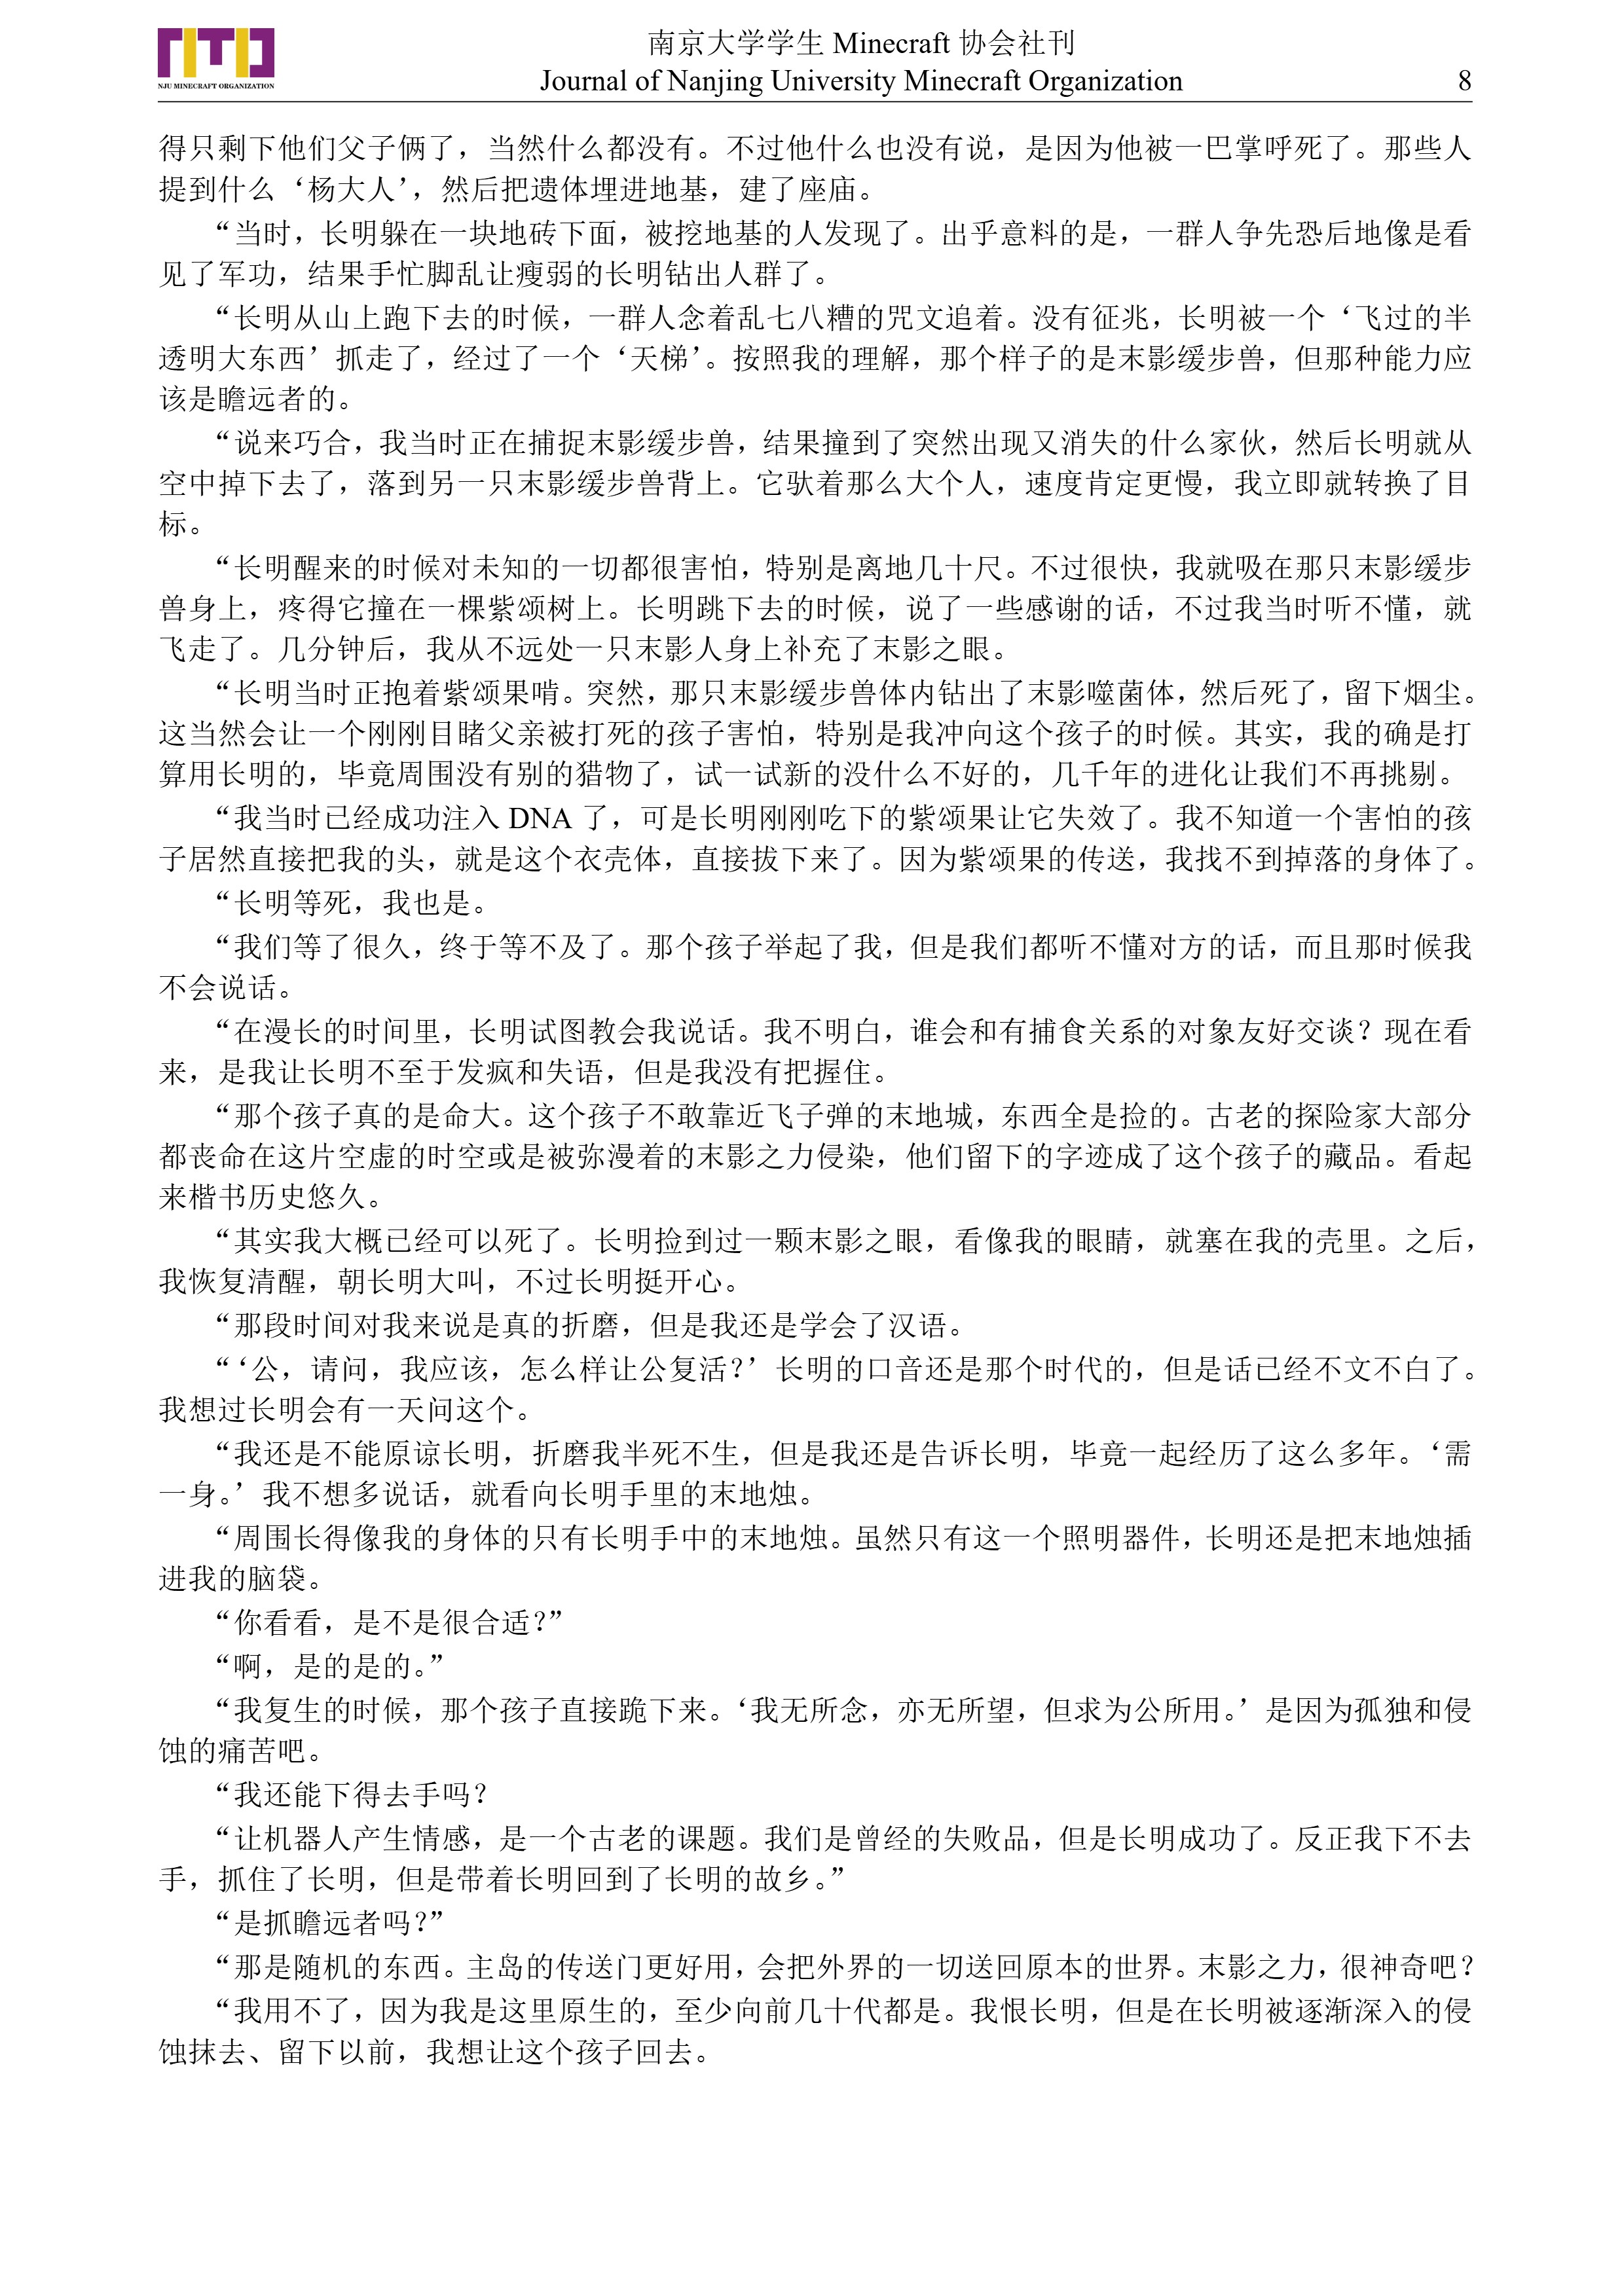 NJU MINECRAFT ORGANIZATION
南京大学学生 Minecraft 协会社刊
Journal of Nanjing University Minecraft Organization
8
得只剩下他们父子俩了，当然什么都没有。不过他什么也没有说，是因为他被一巴掌呼死了。那些人
提到什么‘杨大人’，然后把遗体埋进地基，建了座庙。
“当时，长明躲在一块地砖下面，被挖地基的人发现了。出乎意料的是，一群人争先恐后地像是看
见了军功，结果手忙脚乱让瘦弱的长明钻出人群了。
“长明从山上跑下去的时候，一群人念着乱七八糟的咒文追着。没有征兆，长明被一个‘飞过的半
透明大东西’抓走了，经过了一个‘天梯’。按照我的理解，那个样子的是末影缓步兽，但那种能力应
该是瞻远者的。
“说来巧合，我当时正在捕捉末影缓步兽，结果撞到了突然出现又消失的什么家伙，然后长明就从
空中掉下去了，落到另一只末影缓步兽背上。它驮着那么大个人，速度肯定更慢，我立即就转换了目
标。
“长明醒来的时候对未知的一切都很害怕，特别是离地几十尺。不过很快，我就吸在那只末影缓步
兽身上，疼得它撞在一棵紫颂树上。长明跳下去的时候，说了一些感谢的话，不过我当时听不懂，就
飞走了。几分钟后，我从不远处一只末影人身上补充了末影之眼。
“长明当时正抱着紫颂果啃。突然，那只末影缓步兽体内钻出了末影噬菌体，然后死了，留下烟尘。
这当然会让一个刚刚目睹父亲被打死的孩子害怕，特别是我冲向这个孩子的时候。其实，我的确是打
算用长明的，毕竟周围没有别的猎物了，试一试新的没什么不好的，几千年的进化让我们不再挑剔。
“我当时已经成功注入 DNA 了，可是长明刚刚吃下的紫颂果让它失效了。我不知道一个害怕的孩
子居然直接把我的头，就是这个衣壳体，直接拔下来了。因为紫颂果的传送，我找不到掉落的身体了。
“长明等死，我也是。
“我们等了很久，终于等不及了。那个孩子举起了我，但是我们都听不懂对方的话，而且那时候我
不会说话。
“在漫长的时间里，长明试图教会我说话。我不明白，谁会和有捕食关系的对象友好交谈？现在看
来，是我让长明不至于发疯和失语，但是我没有把握住。
“那个孩子真的是命大。这个孩子不敢靠近飞子弹的末地城，东西全是捡的。古老的探险家大部分
都丧命在这片空虚的时空或是被弥漫着的末影之力侵染，他们留下的字迹成了这个孩子的藏品。看起
来楷书历史悠久。
“其实我大概已经可以死了。长明捡到过一颗末影之眼，看像我的眼睛，就塞在我的壳里。之后，
我恢复清醒，朝长明大叫，不过长明挺开心。
“那段时间对我来说是真的折磨，但是我还是学会了汉语。
“‘公，请问，我应该，怎么样让公复活？’长明的口音还是那个时代的，但是话已经不文不白了。
我想过长明会有一天问这个。
“我还是不能原谅长明，折磨我半死不生，但是我还是告诉长明，毕竟一起经历了这么多年。‘需
一身。’我不想多说话，就看向长明手里的末地烛。
“周围长得像我的身体的只有长明手中的末地烛。虽然只有这一个照明器件，长明还是把末地烛插
进我的脑袋。
“你看看，是不是很合适？”
“啊，是的是的。”
“我复生的时候，那个孩子直接跪下来。‘我无所念，亦无所望，但求为公所用。’是因为孤独和侵
蚀的痛苦吧。
“我还能下得去手吗？
“让机器人产生情感，是一个古老的课题。我们是曾经的失败品，但是长明成功了。反正我下不去
手，抓住了长明，但是带着长明回到了长明的故乡。”
“是抓瞻远者吗？”
“那是随机的东西。主岛的传送门更好用，会把外界的一切送回原本的世界。末影之力，很神奇吧？
“我用不了，因为我是这里原生的，至少向前几十代都是。我恨长明，但是在长明被逐渐深入的侵
蚀抹去、留下以前，我想让这个孩子回去。